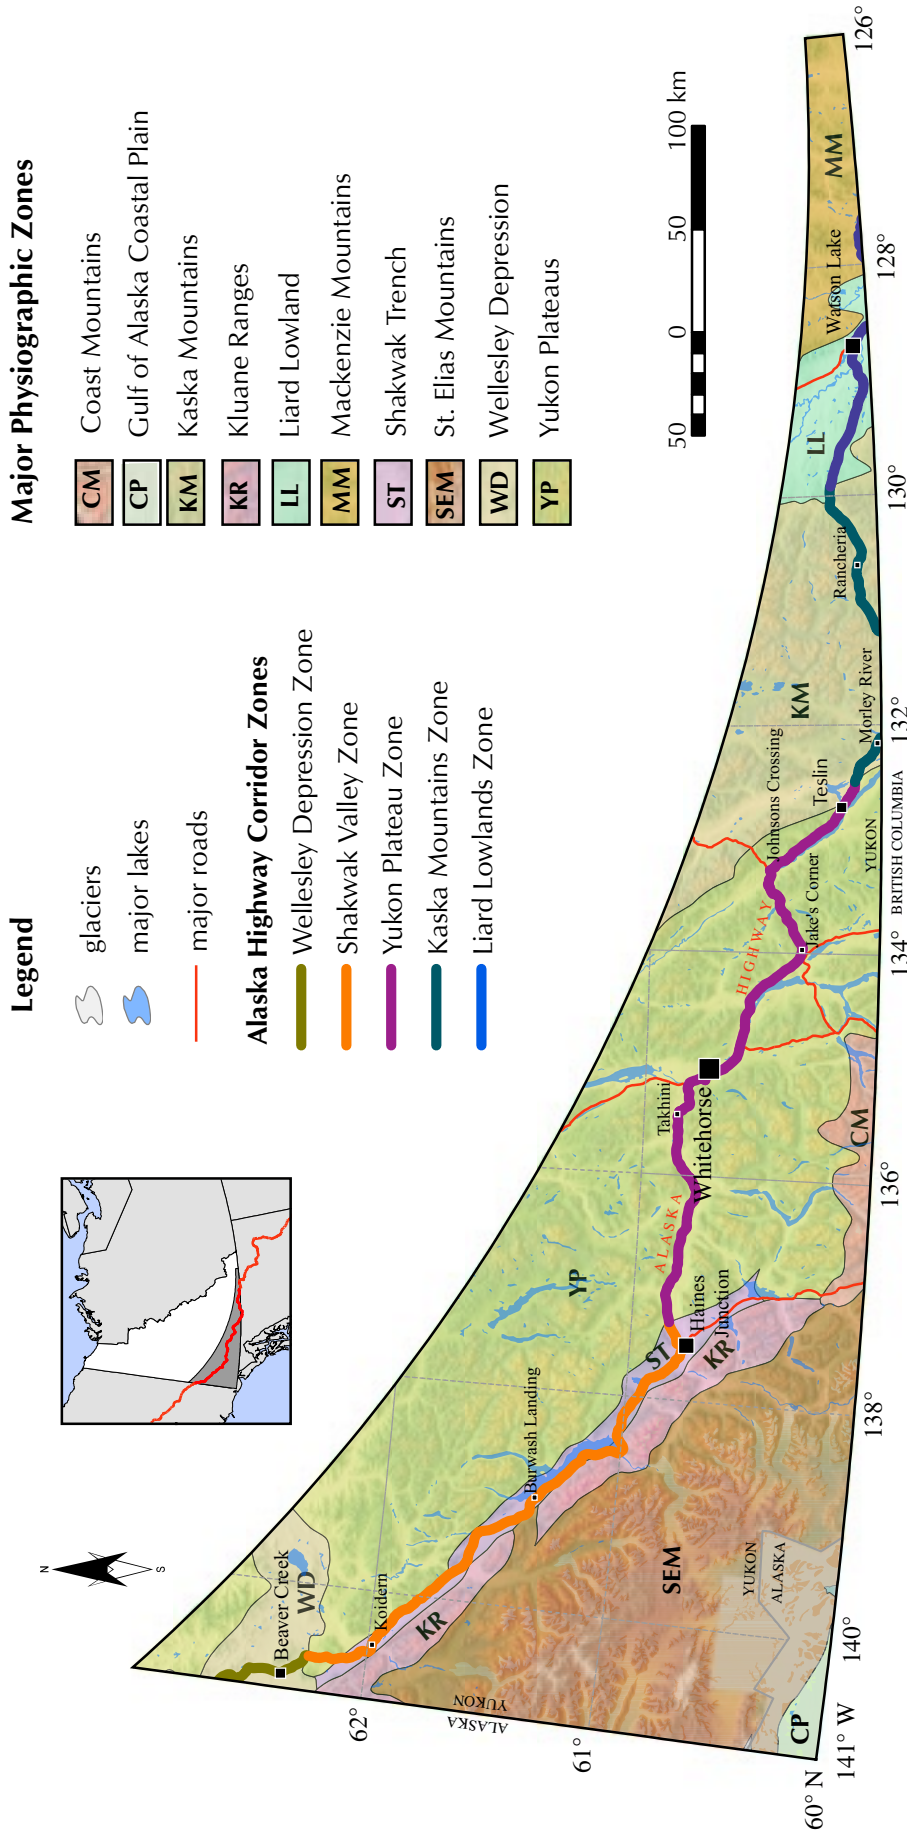 Legend
glaciers
major lakes
major roads
Alaska Highway Corridor Zones
Wellesley Depression Zone
Shakwak Valley Zone
Yukon Plateau Zone
Kaska Mountains Zone
Liard Lowlands Zone
Major Physiographic Zones
CM Coast Mountains
CP Gulf of Alaska Coastal Plain
KM Kaska Mountains
KR Kluane Ranges
LL Liard Lowland
MM Mackenzie Mountains
ST Shakwak Trench
SEM St. Elias Mountains
WD Wellesley Depression
YP Yukon Plateaus
N
S
50 0 50 100 km
Beaver Creek
WD
Koidern
KR
ALASKA
YUKON
62°
61°
60° N
141° W
140°
138°
136°
134°
132°
130°
128°
126°
CP
SEM
YUKON
ALASKA
Burwash Landing
YP
ST
Haines
Junction
KR
ALASKA
Takhini
Whitehorse
CM
HIGHWAY
Jake's Corner
Johnsons Crossing
Teslin
YUKON
BRITISH COLUMBIA
Morley River
KM
Rancheria
LL
Watson Lake
MM